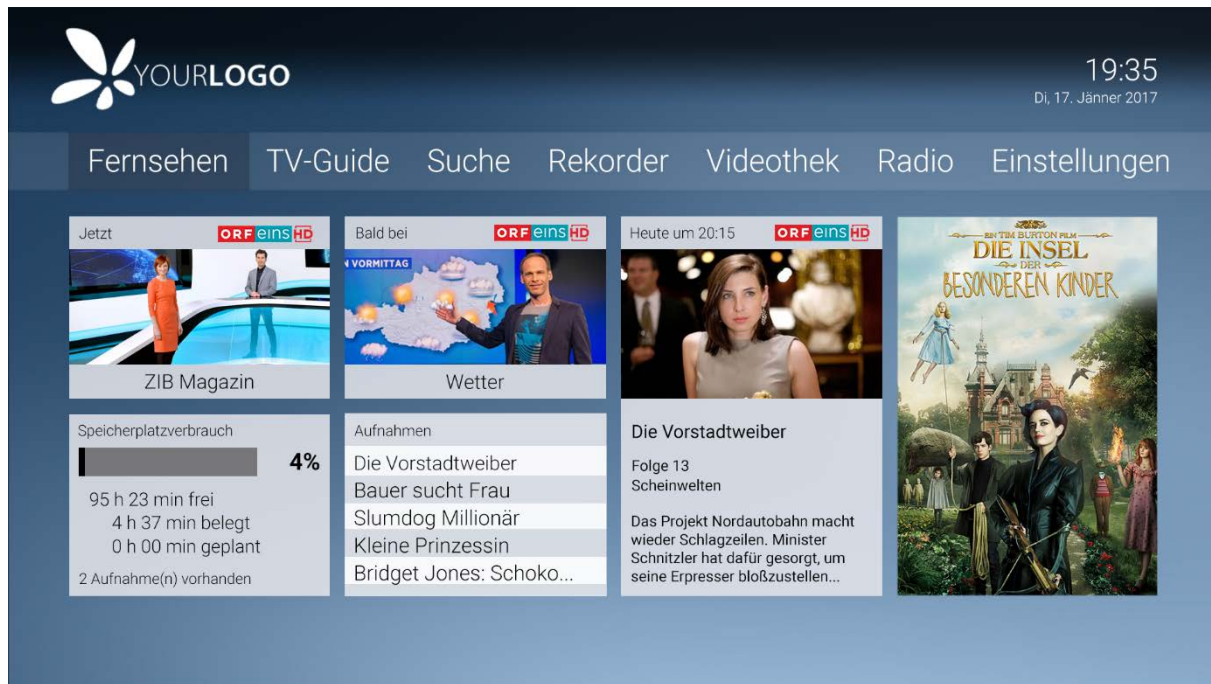 YOURLOGO
19:35
Di, 17. Jänner 2017
Fernsehen TV-Guide Suche Rekorder Videothek Radio Einstellungen
Jetzt ORF eins HD
ZIB Magazin
Bald bei ORF eins HD
N VORMITTAG
Wetter
Heute um 20:15 ORF eins HD
Die Vorstadtweiber
Folge 13
Scheinwelten
Das Projekt Nordautobahn macht
wieder Schlagzeilen. Minister
Schnitzler hat dafür gesorgt, um
seine Erpresser bloßzustellen...
EIN TIM BURTON FILM
DIE INSEL
DER
BESONDEREN KINDER
Speicherplatzverbrauch
4%
95 h 23 min frei
4 h 37 min belegt
0 h 00 min geplant
2 Aufnahme(n) vorhanden
Aufnahmen
Die Vorstadtweiber
Bauer sucht Frau
Slumdog Millionär
Kleine Prinzessin
Bridget Jones: Schoko...